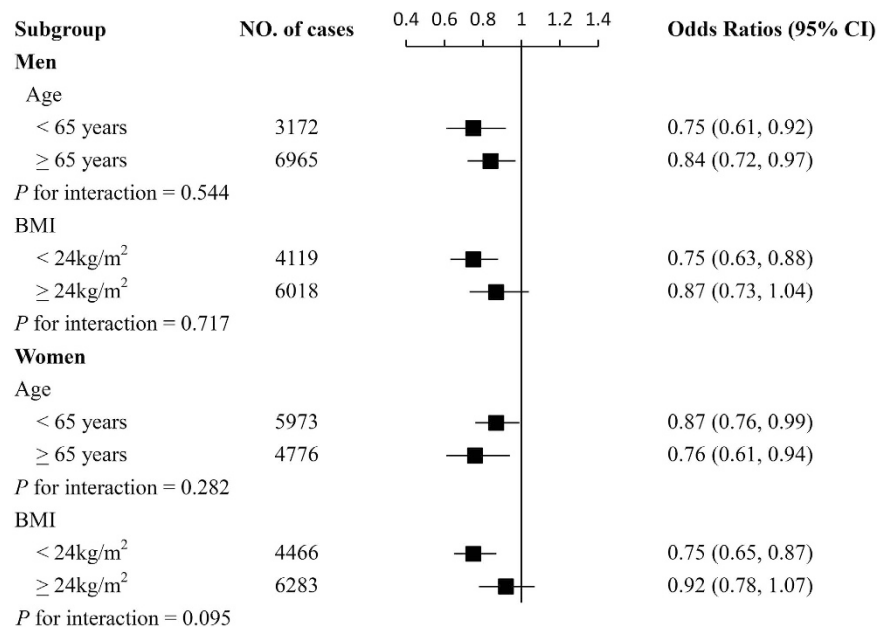 0.4 0.6 0.8 1 1.2 1.4
Subgroup NO. of cases Odds Ratios (95% CI)
Men
Age
< 65 years 3172 0.75 (0.61, 0.92)
≥ 65 years 6965 0.84 (0.72, 0.97)
P for interaction = 0.544
BMI
< 24kg/m² 4119 0.75 (0.63, 0.88)
≥ 24kg/m² 6018 0.87 (0.73, 1.04)
P for interaction = 0.717
Women
Age
< 65 years 5973 0.87 (0.76, 0.99)
≥ 65 years 4776 0.76 (0.61, 0.94)
P for interaction = 0.282
BMI
< 24kg/m² 4466 0.75 (0.65, 0.87)
≥ 24kg/m² 6283 0.92 (0.78, 1.07)
P for interaction = 0.095